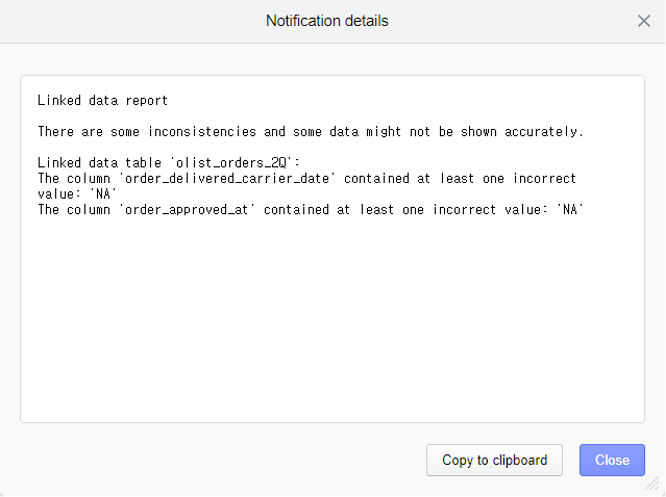 Notification details
Linked data report
There are some inconsistencies and some data might not be shown accurately.
Linked data table 'olist_orders_2Q':
The column 'order_delivered_carrier_date' contained at least one incorrect
value: 'NA'
The column 'order_approved_at' contained at least one incorrect value: 'NA'
Copy to clipboard
Close